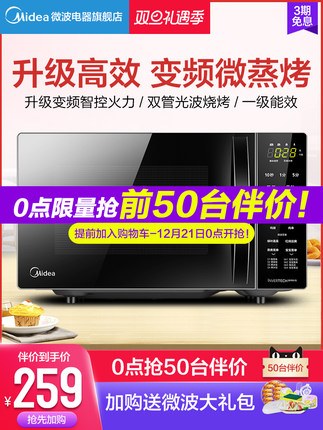 Midea 微波电器旗舰店
双旦礼遇季
3期
免息
升级高效 变频微蒸烤
升级变频智控火力 / 双管光波烧烤 / 一级能效
028
0点限量抢前50台伴价!
提前加入购物车-12月21日0点开抢!
Midea
伴价到手价
¥259
抢先加购
0点抢50台伴价
50台伴价
加购送微波大礼包